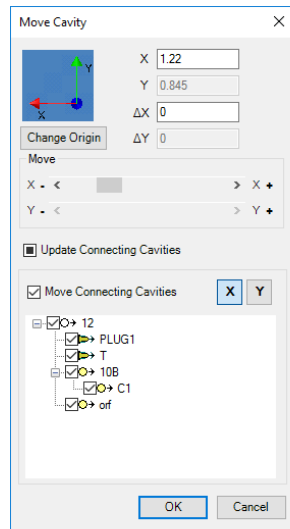 Move Cavity
Y
X
X 1.22
Y 0.845
ΔX 0
ΔY 0
Change Origin
Move
X - < > X +
Y - < > Y +
Update Connecting Cavities
Move Connecting Cavities X Y
12
PLUG1
T
10B
C1
orf
OK Cancel